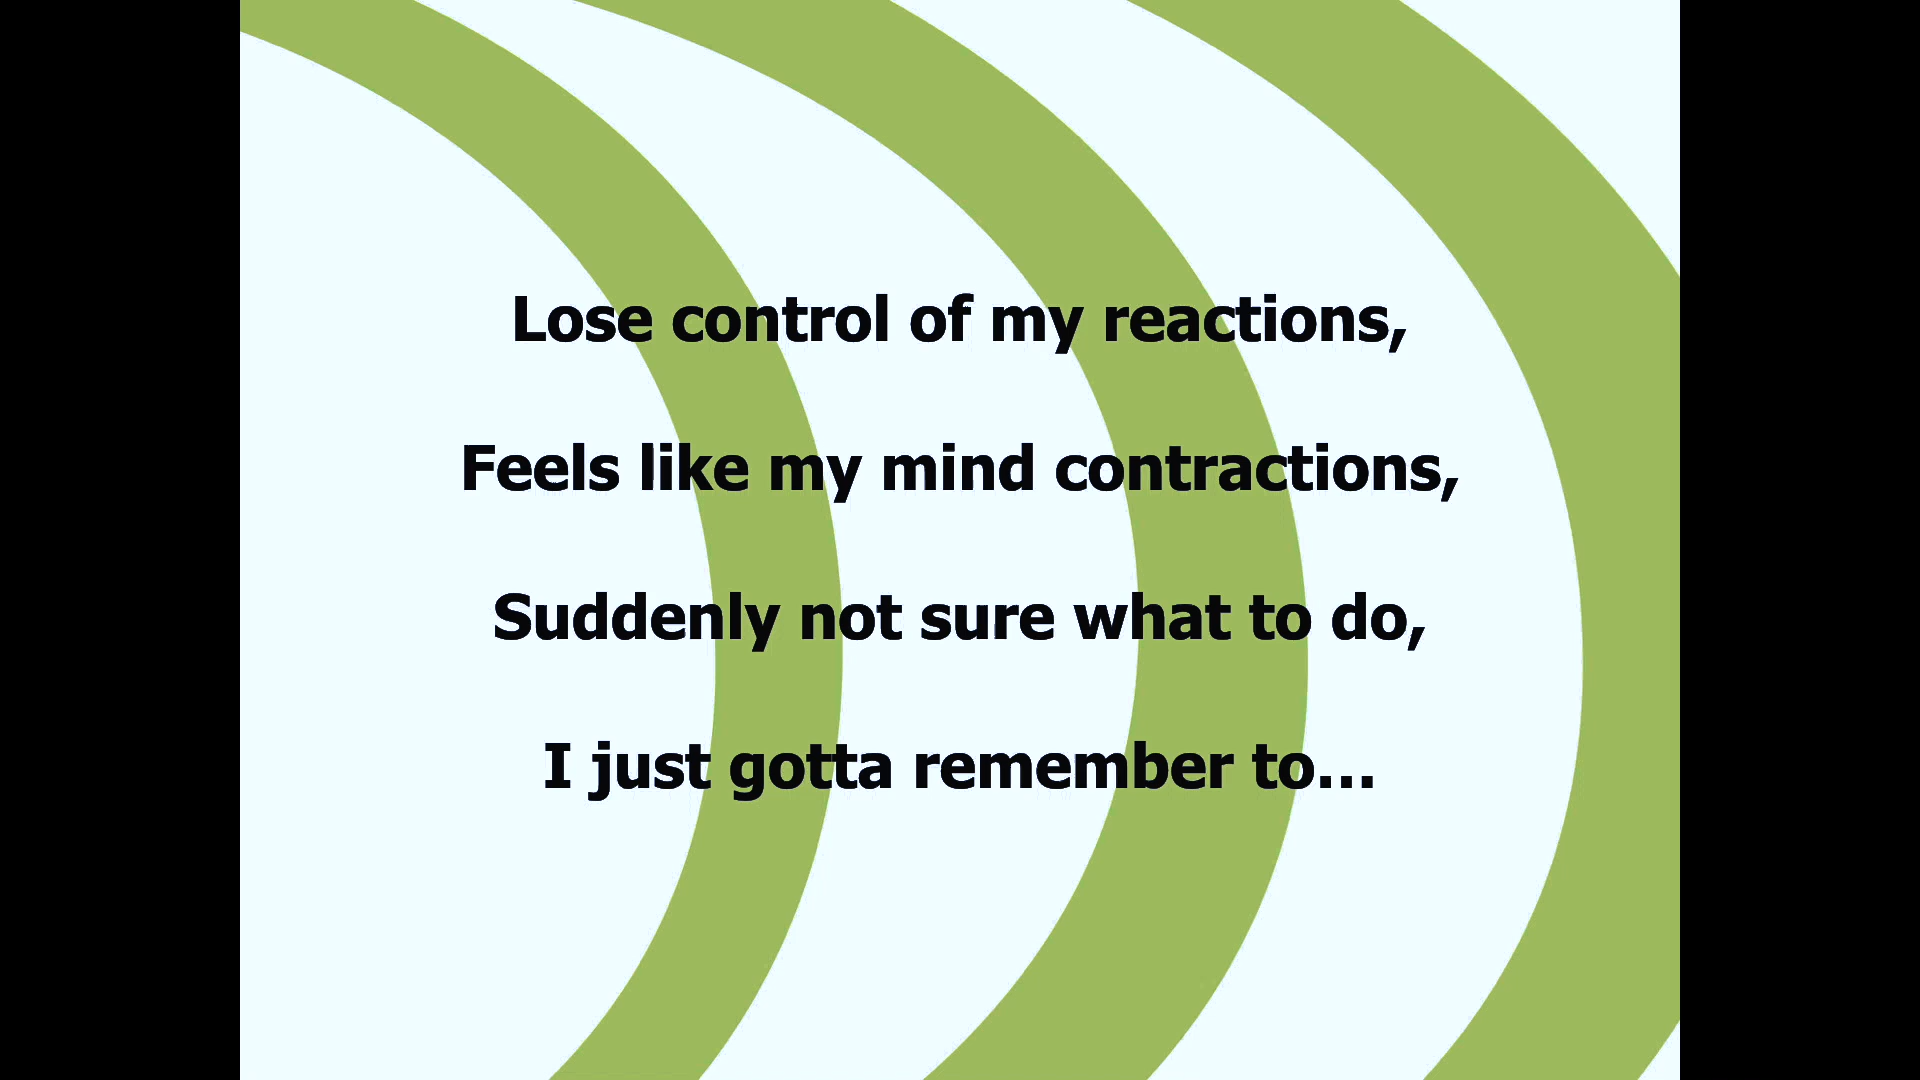 Lose control of my reactions,
Feels like my mind contractions,
Suddenly not sure what to do,
I just gotta remember to...